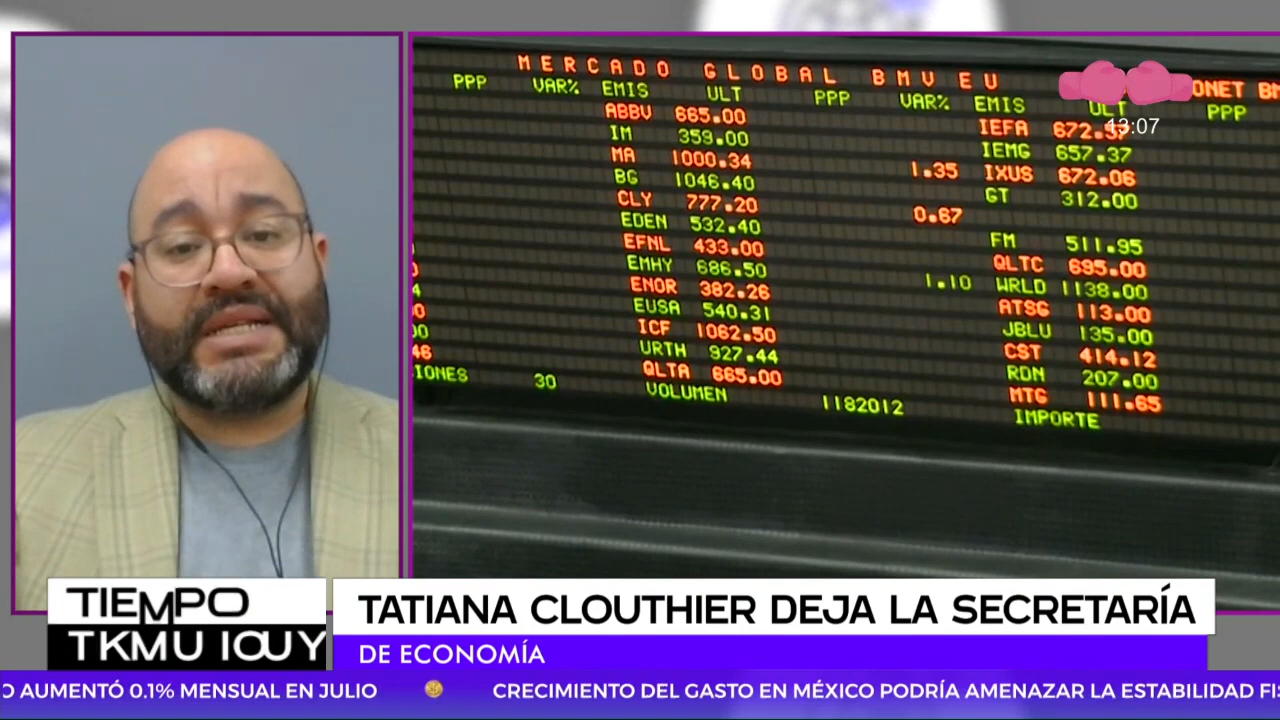 MERCADO GLOBAL BMV EU
PPP VAR% EMIS ULT PPP VAR% EMIS ULT PPP
ONET BM
13:07
ABBV 665.00 IEFA
IM 359.00 IEMG 657.37
MA 1000.34 1.35 IXUS 672.06
BG 1046.40 GT 312.00
CLY 777.20 0.67
EDEN 532.40 FM 511.95
EFNL 433.00 QLTC 695.00
EMHY 686.50 1.10 WRLD 1138.00
ENOR 382.26 ATSG 113.00
EUSA 540.31 JBLU 135.00
ICF 1062.50 CST 414.12
URTH 927.44 RDN 207.00
QLTA 665.00 MTG 111.65
IONES 30 VOLUMEN 1182012 IMPORTE
TIEMPO
TKMU
TATIANA CLOUTHIER DEJA LA SECRETARÍA
DE ECONOMÍA
O AUMENTÓ 0.1% MENSUAL EN JULIO CRECIMIENTO DEL GASTO EN MÉXICO PODRÍA AMENAZAR LA ESTABILIDAD FI